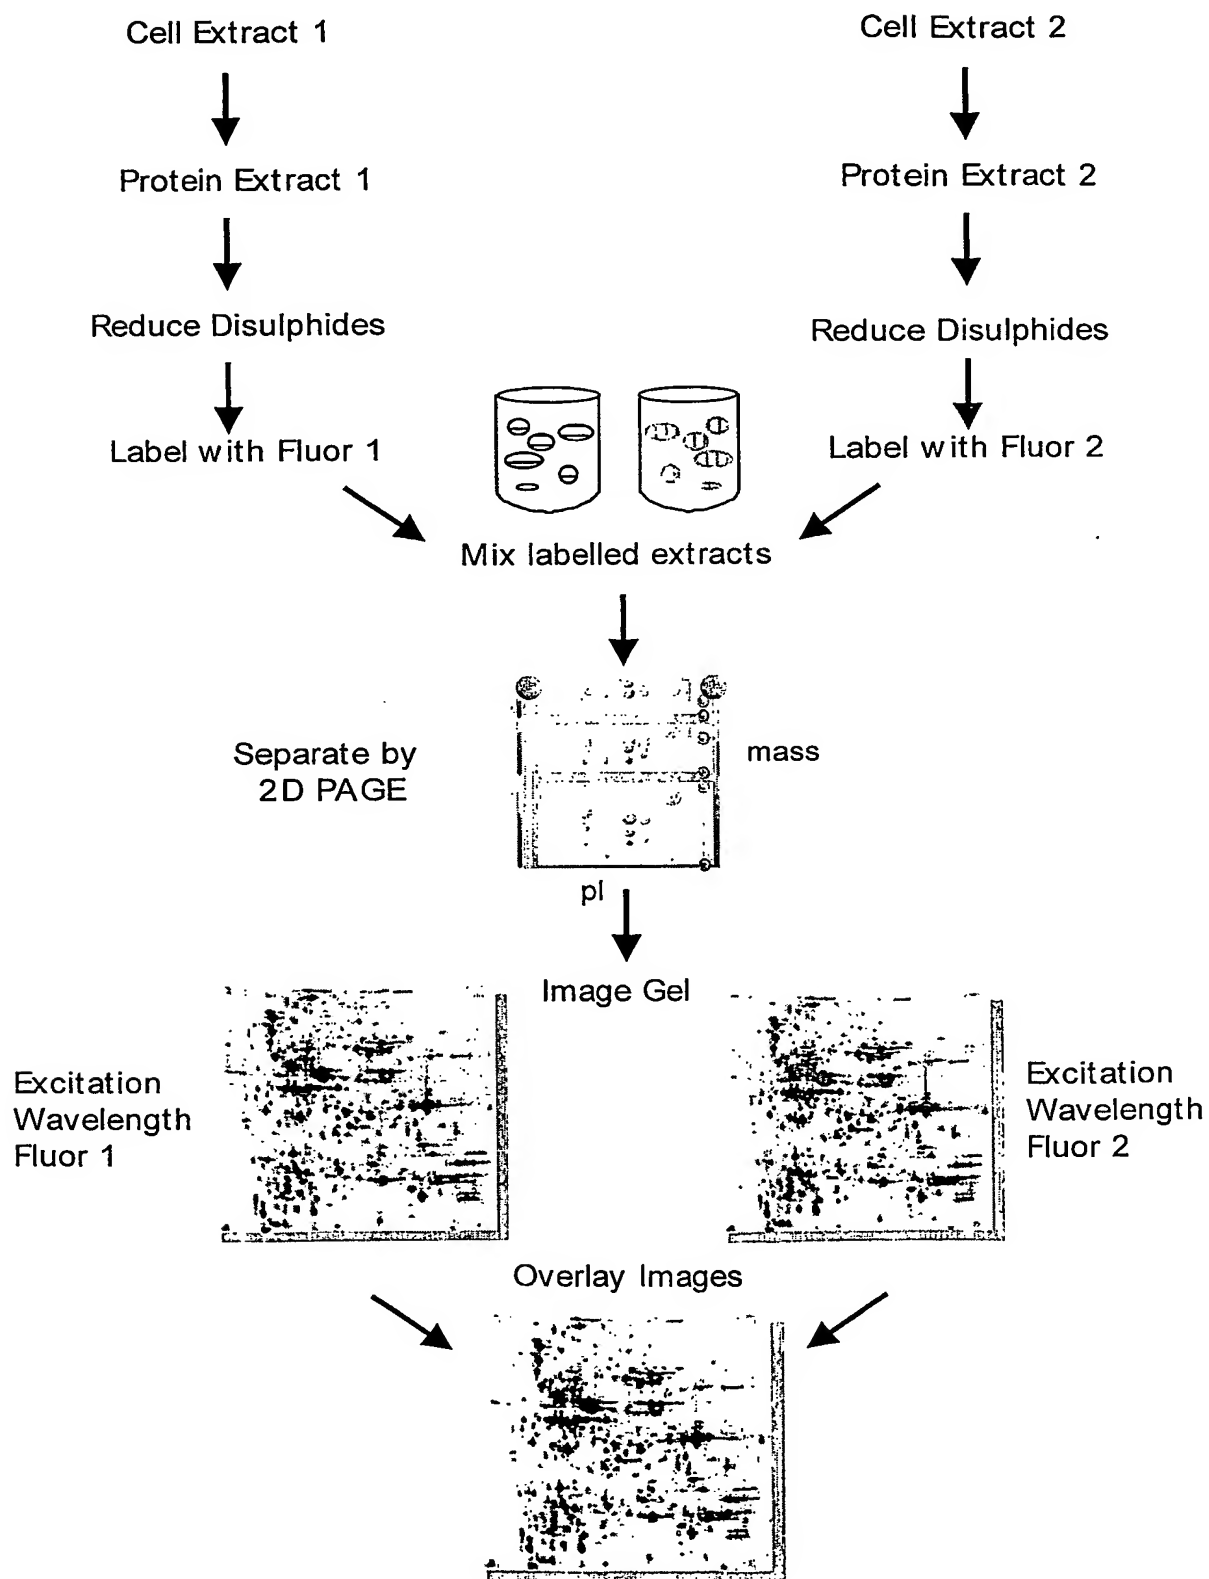 Cell Extract 1
Cell Extract 2
Protein Extract 1
Protein Extract 2
Reduce Disulphides
Reduce Disulphides
Label with Fluor 1
Label with Fluor 2
Mix labelled extracts
Separate by
2D PAGE
mass
pI
Image Gel
Excitation
Wavelength
Fluor 1
Excitation
Wavelength
Fluor 2
Overlay Images